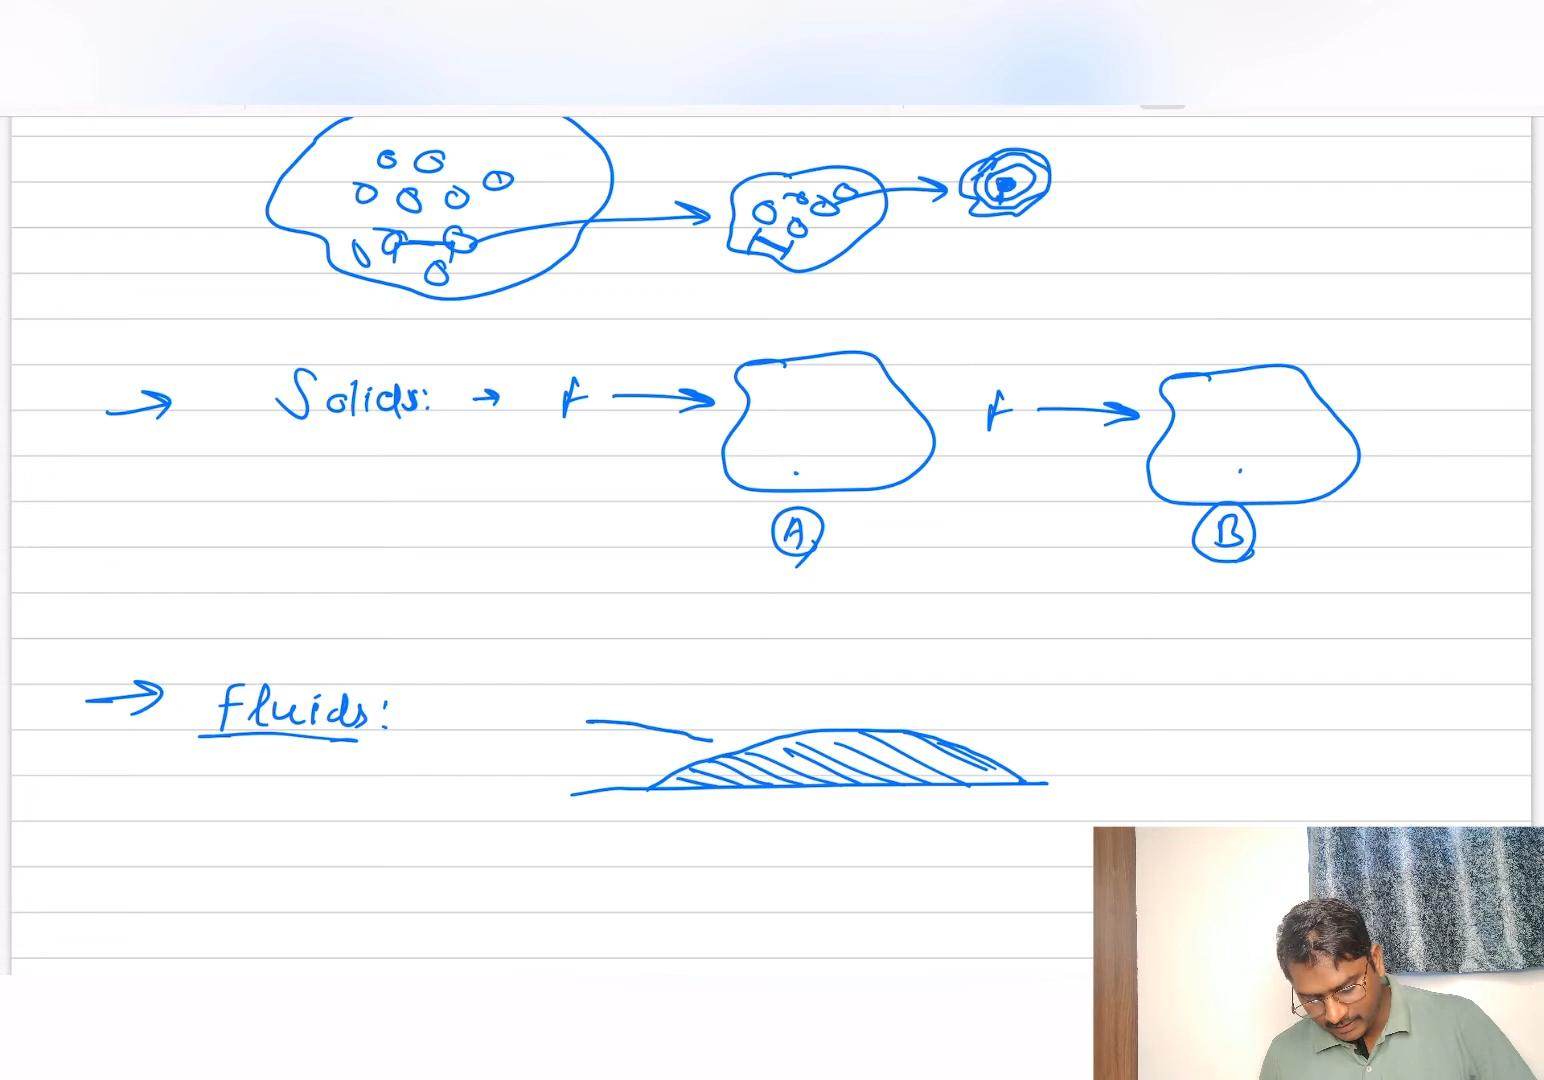 → Solids: → F → F →
A B
→ Fluids: